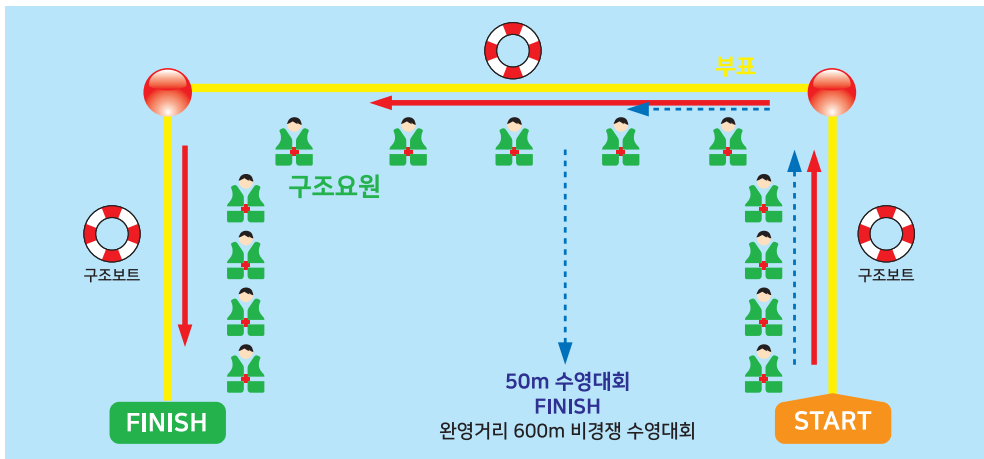 부표
구조요원
구조보트
구조보트
50m 수영대회
FINISH
완영거리 600m 비경쟁 수영대회
FINISH
START